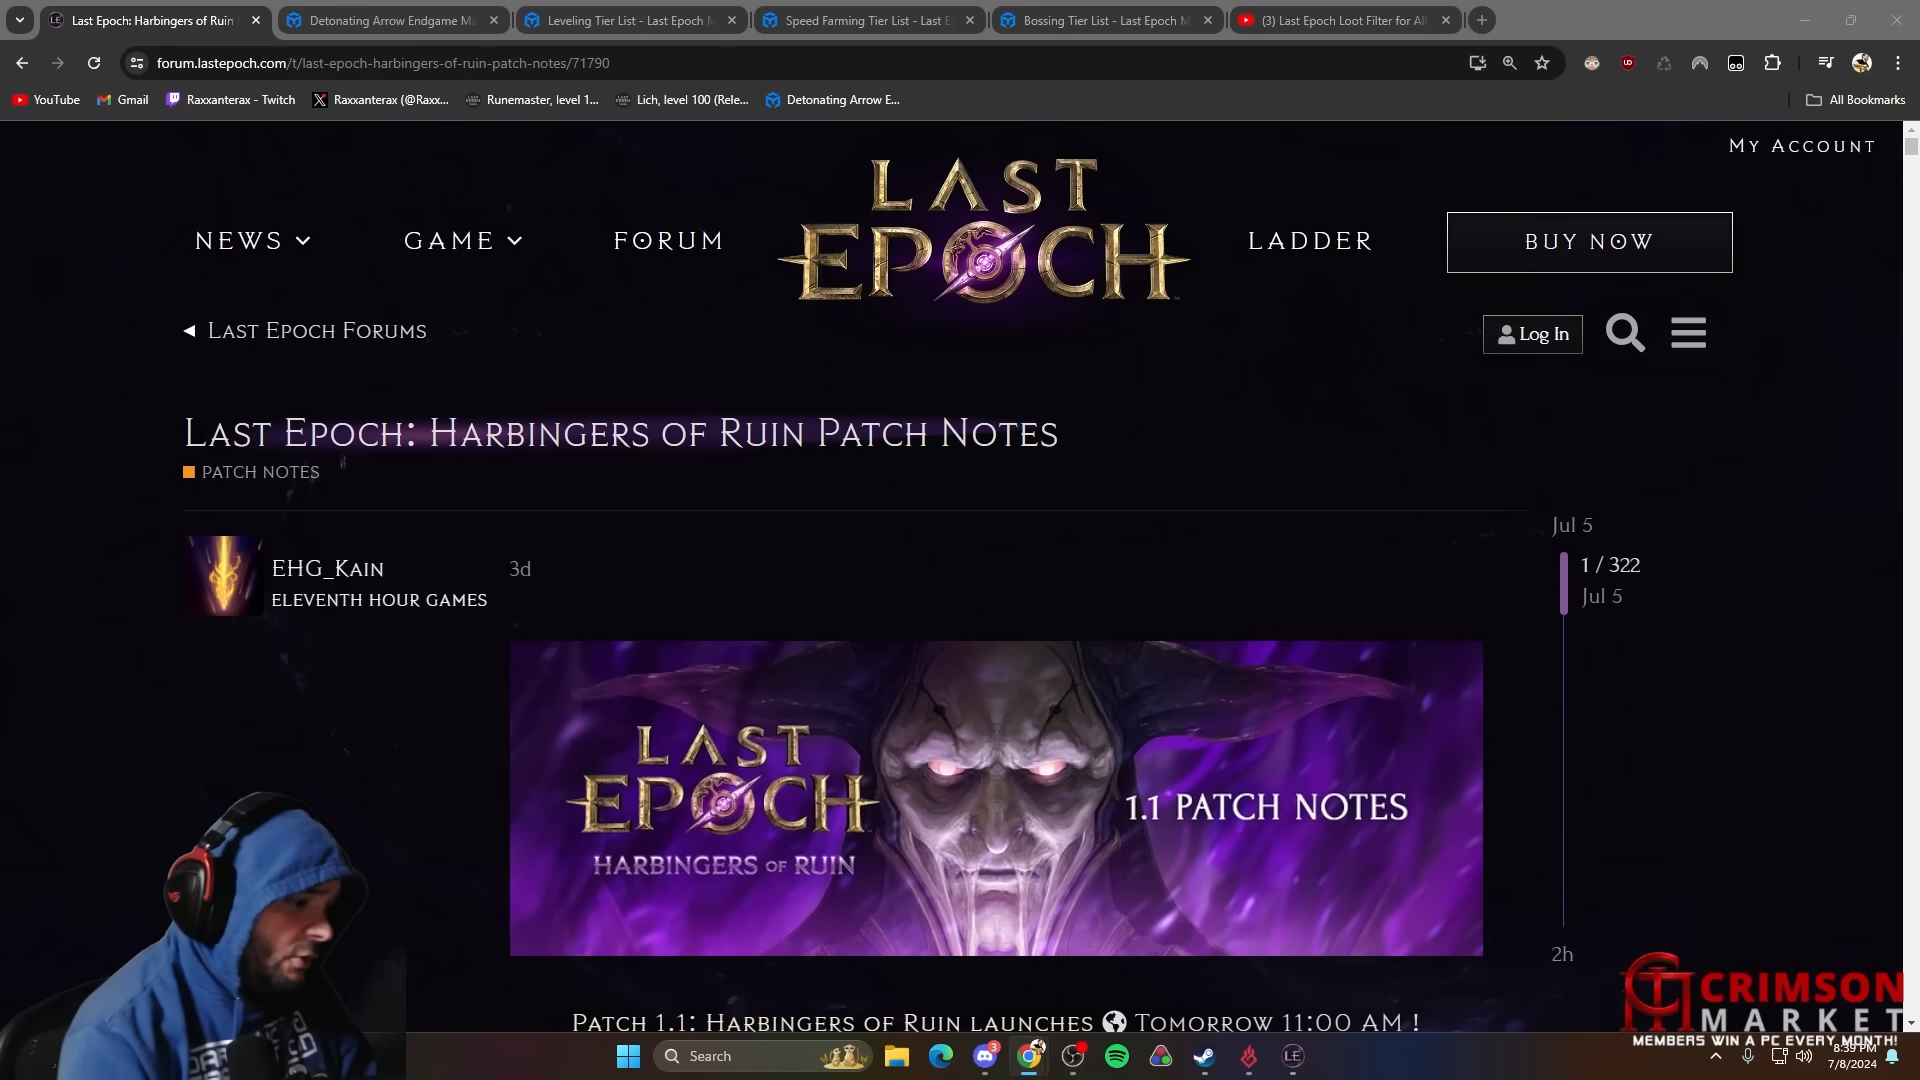 Last Epoch: Harbingers of Ruin
Detonating Arrow Endgame Ma
Leveling Tier List - Last Epoch M
Speed Farming Tier List - Last E
Bossing Tier List - Last Epoch M
(3) Last Epoch Loot Filter for All
forum.lastepoch.com/t/last-epoch-harbingers-of-ruin-patch-notes/71790
YouTube
Gmail
Raxxanterax - Twitch
Raxxanterax (@Raxx...
Runemaster, level 1...
Lich, level 100 (Rele...
Detonating Arrow E...
All Bookmarks
My Account
NEWS
GAME
FORUM
LAST
EPOCH
LADDER
BUY NOW
Last Epoch Forums
Log In
Last Epoch: Harbingers of Ruin Patch Notes
PATCH NOTES
EHG_Kain
ELEVENTH HOUR GAMES
3d
Jul 5
1 / 322
Jul 5
LAST
EPOCH
HARBINGERS OF RUIN
1.1 PATCH NOTES
2h
Patch 1.1: Harbingers of Ruin launches Tomorrow 11:00 AM !
CRIMSON
MARKET
MEMBERS WIN A PC EVERY MONTH!
Search
3
LE
8:39 PM
7/8/2024